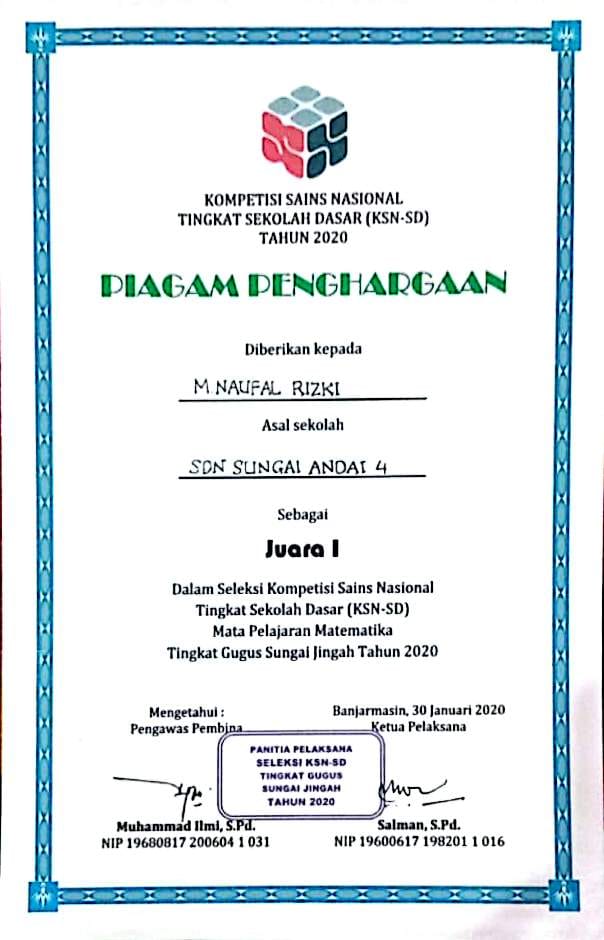 KOMPETISI SAINS NASIONAL
TINGKAT SEKOLAH DASAR (KSN-SD)
TAHUN 2020
PIAGAM PENGHARGAAN
Diberikan kepada
M NAUFAL RIZKI
Asal sekolah
SDN SUNGAI ANDAI 4
Sebagai
Juara I
Dalam Seleksi Kompetisi Sains Nasional
Tingkat Sekolah Dasar (KSN-SD)
Mata Pelajaran Matematika
Tingkat Gugus Sungai Jingah Tahun 2020
Mengetahui :
Pengawas Pembina
Banjarmasin, 30 Januari 2020
Ketua Pelaksana
PANITIA PELAKSANA
SELEKSI KSN-SD
TINGKAT GUGUS
SUNGAI JINGAH
TAHUN 2020
Muhammad Ilmi, S.Pd.
NIP 19680817 200604 1 031
Salman, S.Pd.
NIP 19600617 198201 1 016